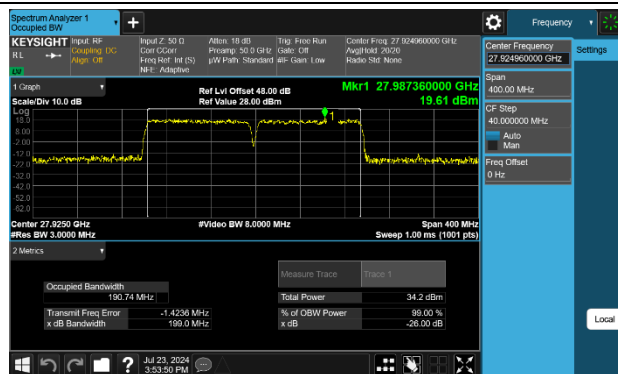 Spectrum Analyzer 1
Occupied BW
+
Frequency
KEYSIGHT
R L
LW
Input: RF
Coupling: DC
Align: Off
Input Z: 50 Ω
Corr CCorr
Freq Ref: Int (S)
NFE: Adaptive
Atten: 18 dB
Preamp: 50.0 GHz
µW Path: Standard
Trig: Free Run
Gate: Off
#IF Gain: Low
Center Freq: 27.924960000 GHz
Avg|Hold: 20/20
Radio Std: None
Center Frequency
27.924960000 GHz
Settings
Span
400.00 MHz
CF Step
40.000000 MHz
Auto
Man
Freq Offset
0 Hz
Local
1 Graph
Scale/Div 10.0 dB
Ref Lvl Offset 48.00 dB
Ref Value 28.00 dBm
Mkr1 27.987360000 GHz
19.61 dBm
Log
18.0
8.00
-2.00
-12.0
-22.0
-32.0
-42.0
-52.0
-62.0
1
Center 27.9250 GHz
#Res BW 3.0000 MHz
#Video BW 8.0000 MHz
Span 400 MHz
Sweep 1.00 ms (1001 pts)
2 Metrics
Measure Trace
Trace 1
Occupied Bandwidth
190.74 MHz
Total Power
34.2 dBm
Transmit Freq Error
-1.4236 MHz
% of OBW Power
99.00 %
x dB Bandwidth
199.0 MHz
x dB
-26.00 dB
?
Jul 23, 2024
3:53:50 PM